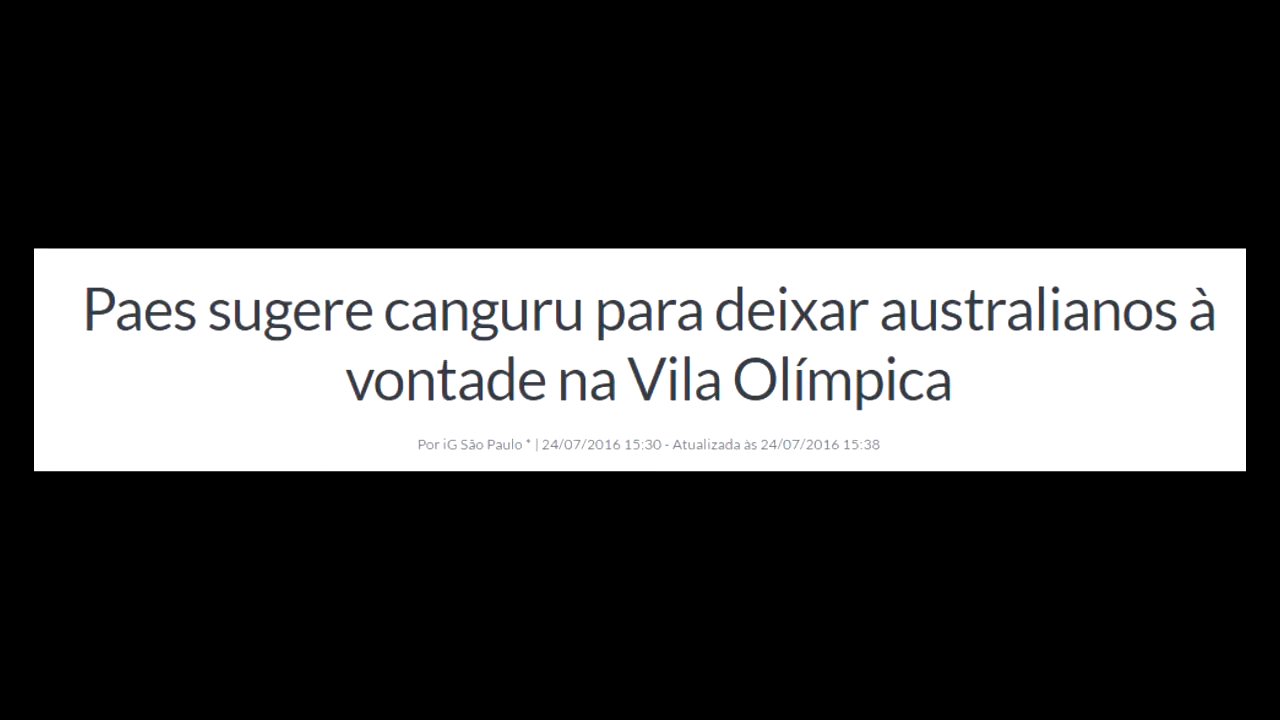 Paes sugere canguru para deixar australianos à
vontade na Vila Olímpica
Por iG São Paulo * | 24/07/2016 15:30 - Atualizada às 24/07/2016 15:38